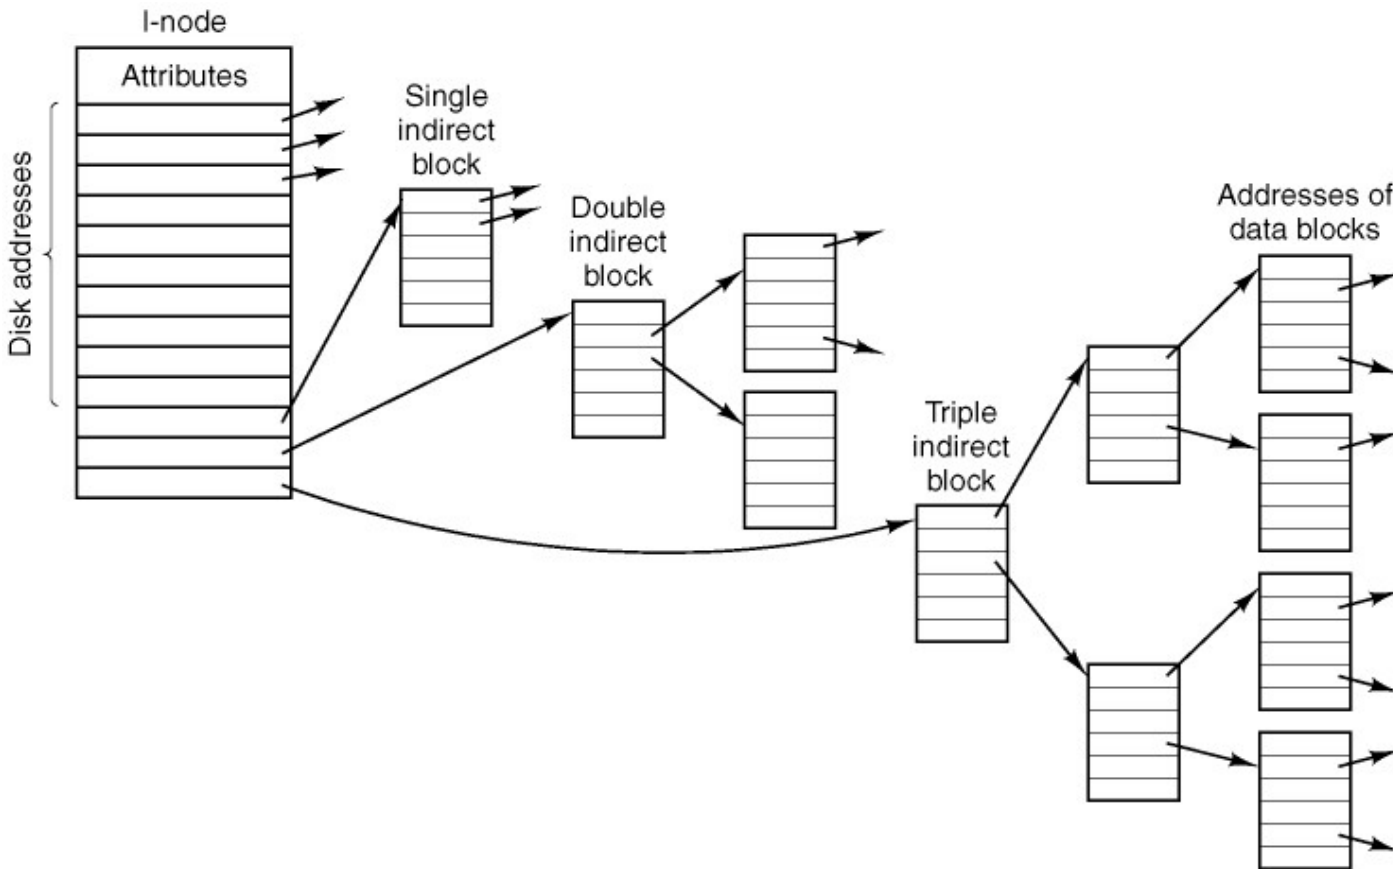 I-node
Attributes
Disk addresses
Single
indirect
block
Double
indirect
block
Triple
indirect
block
Addresses of
data blocks